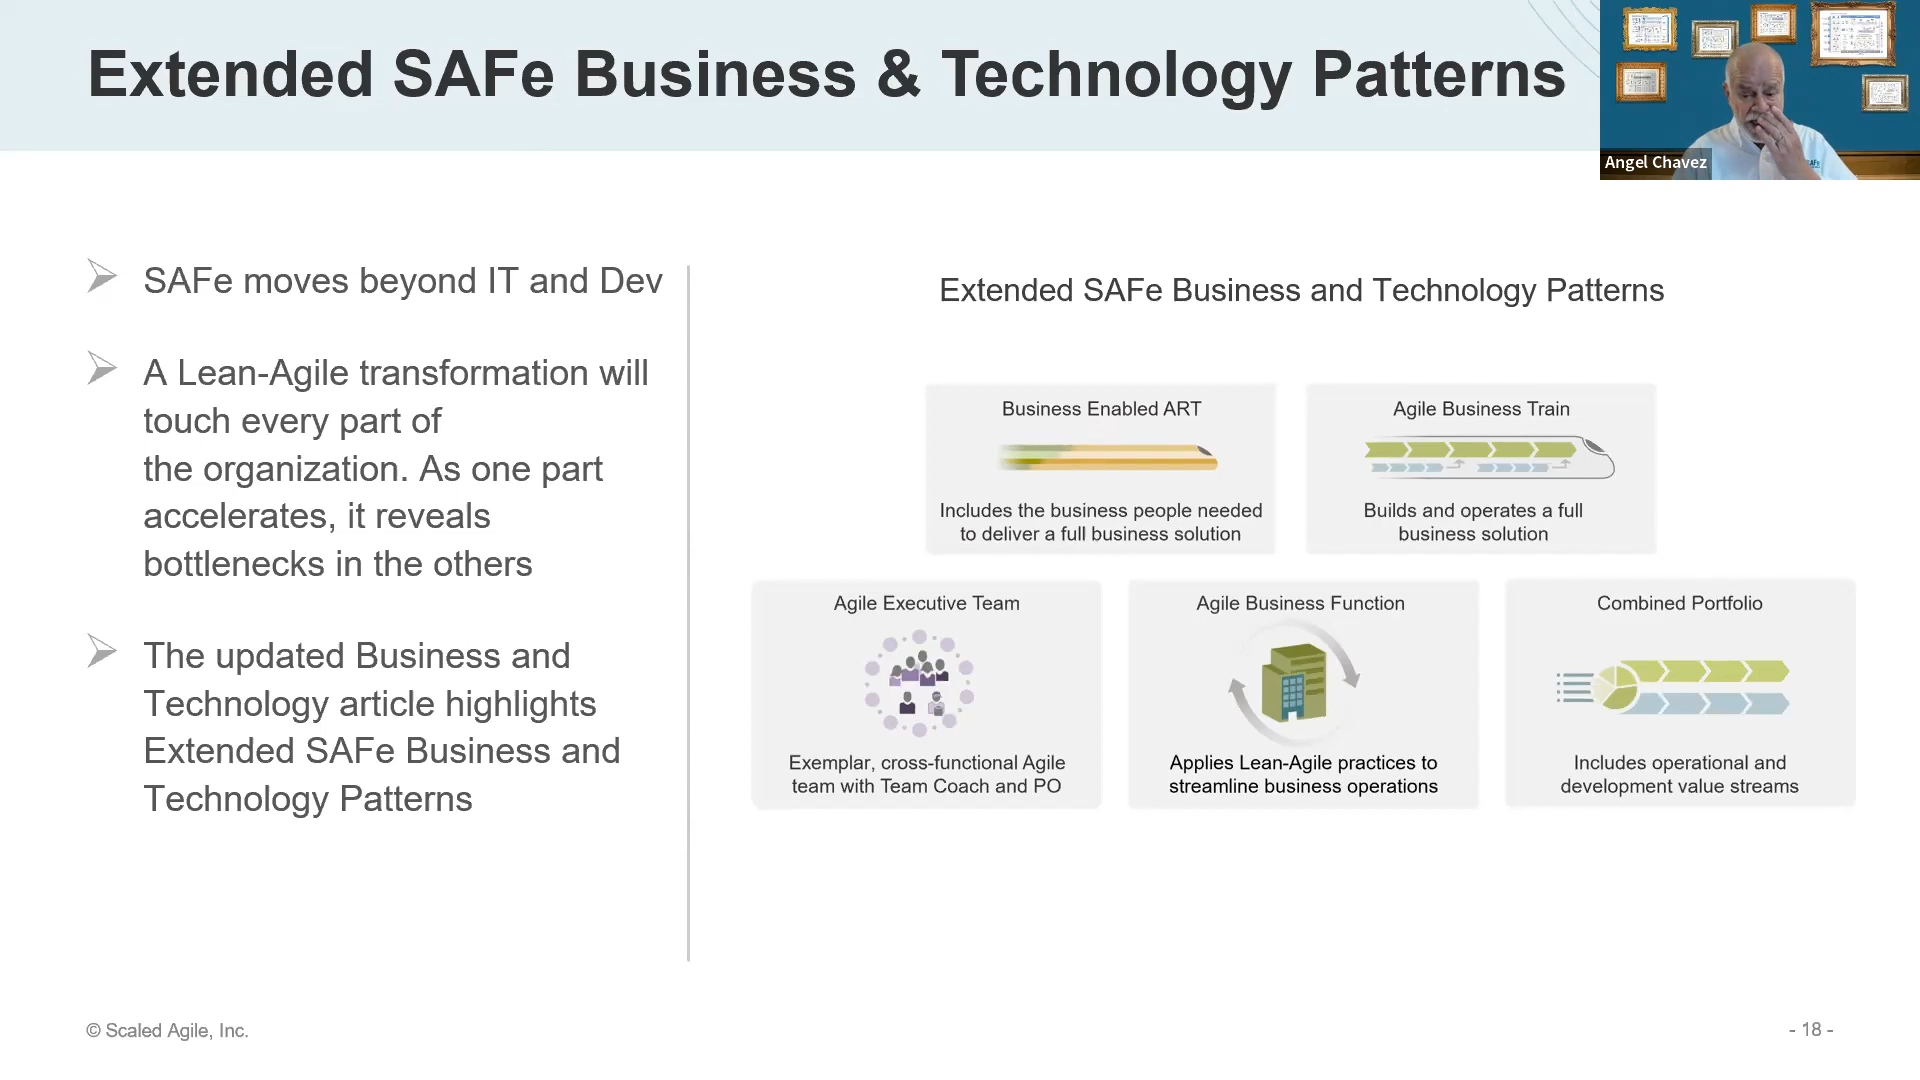 Extended SAFe Business & Technology Patterns
Angel Chavez
SAFe moves beyond IT and Dev
A Lean-Agile transformation will
touch every part of
the organization. As one part
accelerates, it reveals
bottlenecks in the others
The updated Business and
Technology article highlights
Extended SAFe Business and
Technology Patterns
Extended SAFe Business and Technology Patterns
Business Enabled ART
Includes the business people needed
to deliver a full business solution
Agile Business Train
Builds and operates a full
business solution
Agile Executive Team
Exemplar, cross-functional Agile
team with Team Coach and PO
Agile Business Function
Applies Lean-Agile practices to
streamline business operations
Combined Portfolio
Includes operational and
development value streams
© Scaled Agile, Inc.
- 18 -